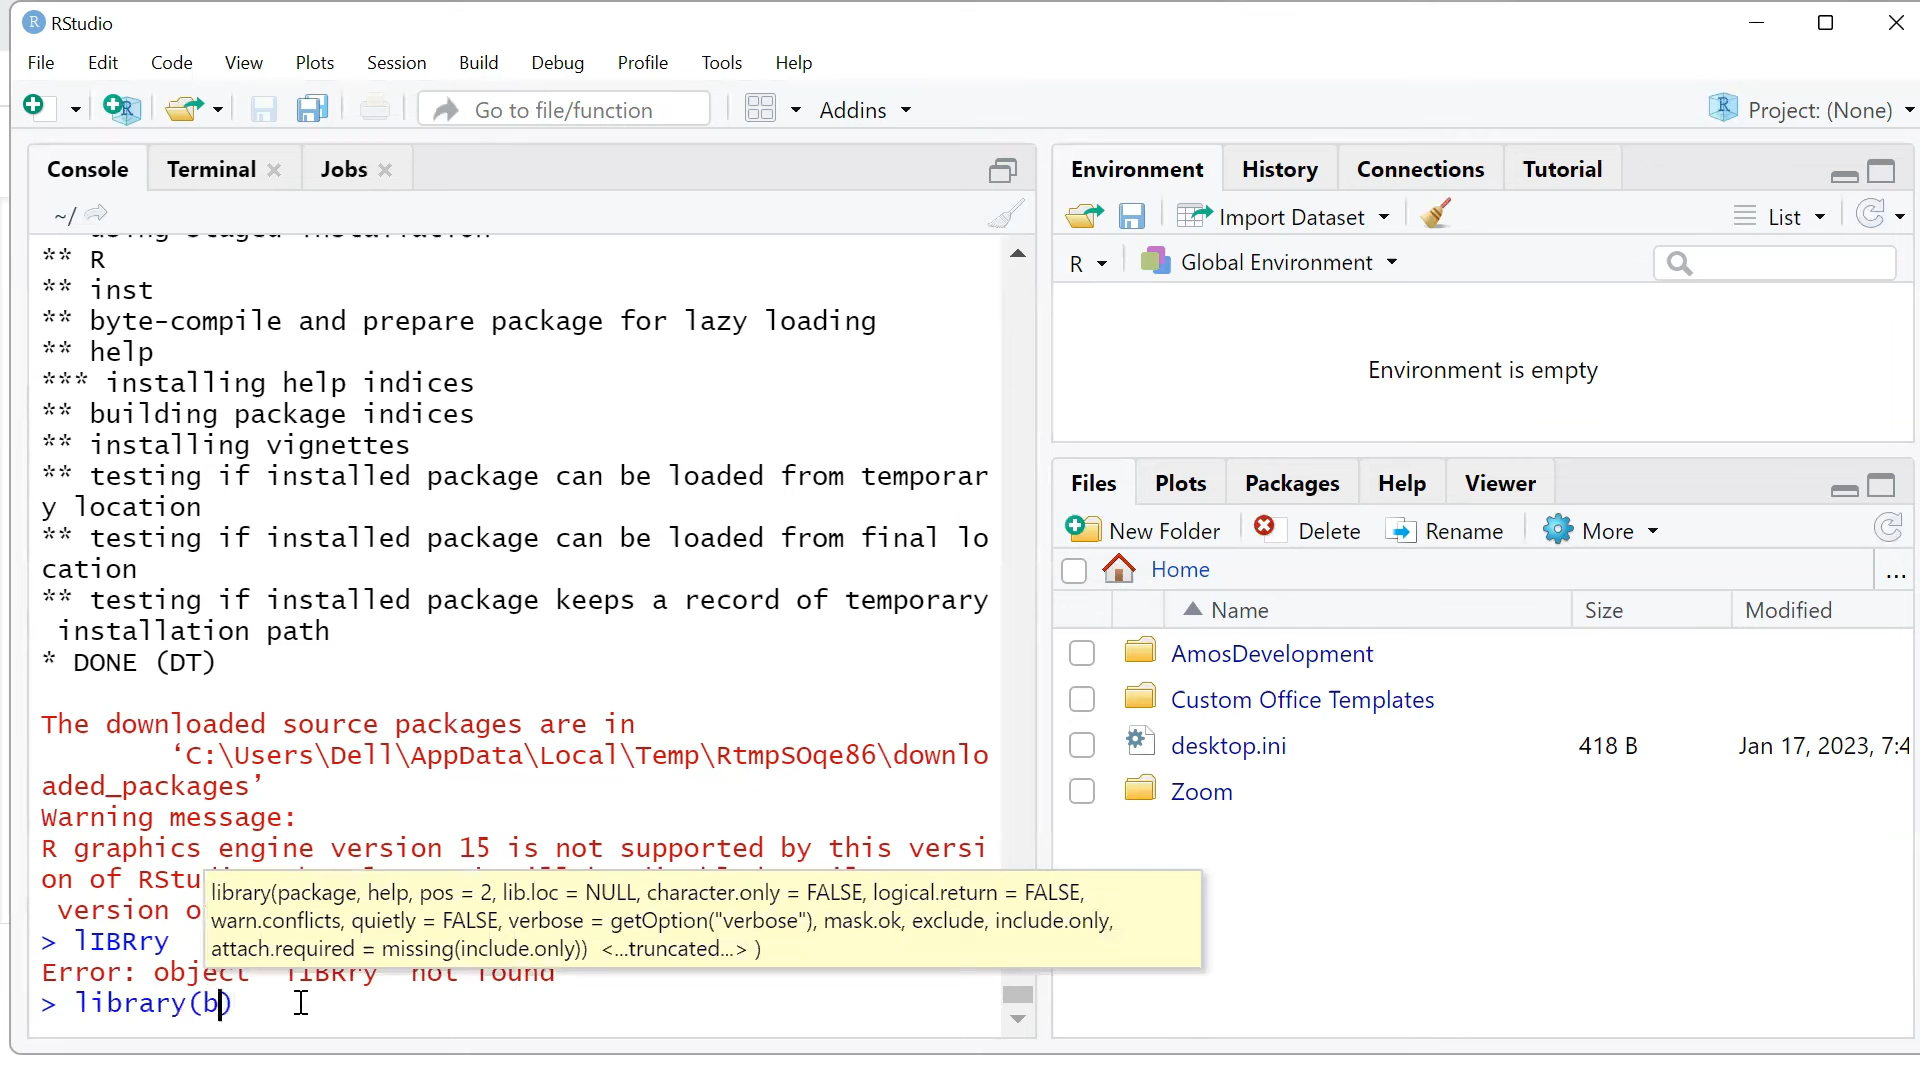 RStudio
File Edit Code View Plots Session Build Debug Profile Tools Help
Go to file/function Addins Project: (None)
Console Terminal Jobs
~/
** R
** inst
** byte-compile and prepare package for lazy loading
** help
*** installing help indices
** building package indices
** installing vignettes
** testing if installed package can be loaded from temporar
y location
** testing if installed package can be loaded from final lo
cation
** testing if installed package keeps a record of temporary
 installation path
* DONE (DT)
The downloaded source packages are in
‘C:\Users\Dell\AppData\Local\Temp\RtmpSOqe86\downlo
aded_packages’
Warning message:
R graphics engine version 15 is not supported by this versi
on of RStu
version o
> lIBRry
Error: object 'lIBRry' not found
> library(b)
library(package, help, pos = 2, lib.loc = NULL, character.only = FALSE, logical.return = FALSE,
warn.conflicts, quietly = FALSE, verbose = getOption("verbose"), mask.ok, exclude, include.only,
attach.required = missing(include.only)) <...truncated...> )
Environment History Connections Tutorial
Import Dataset List
R Global Environment
Environment is empty
Files Plots Packages Help Viewer
New Folder Delete Rename More
Home ...
Name Size Modified
AmosDevelopment
Custom Office Templates
desktop.ini 418 B Jan 17, 2023, 7:4
Zoom